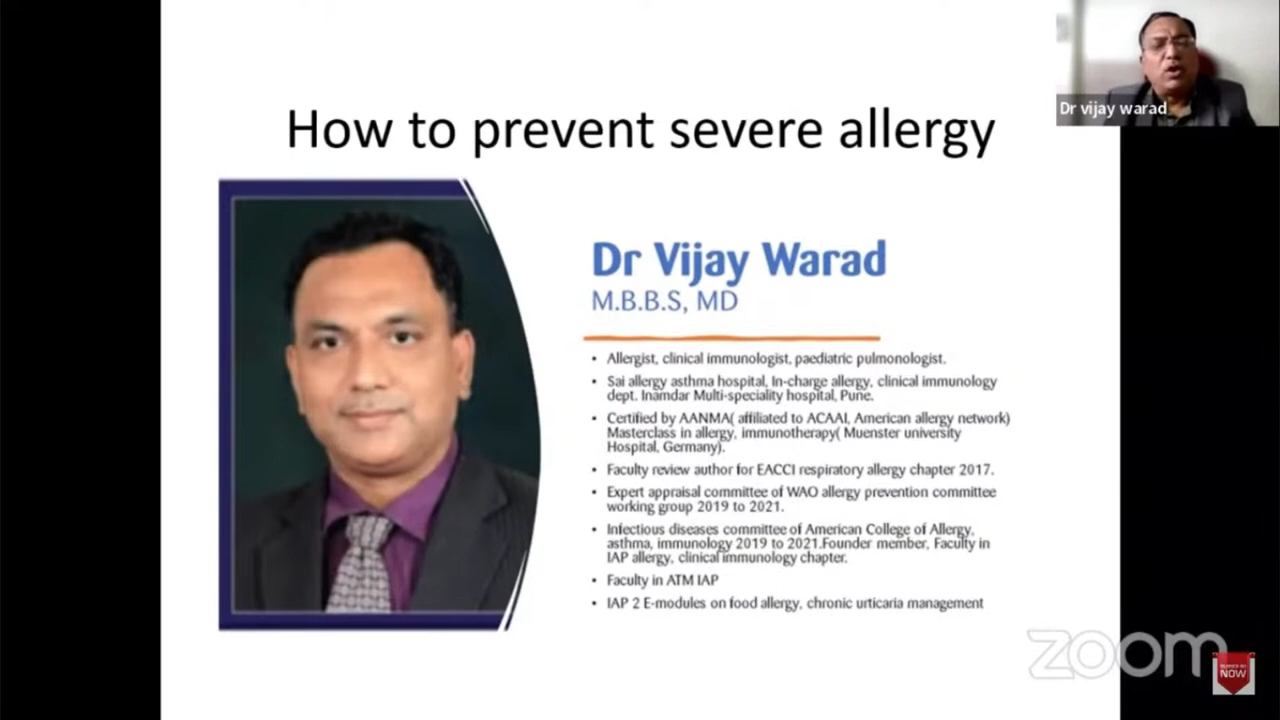 Dr vijay warad
How to prevent severe allergy
Dr Vijay Warad
M.B.B.S, MD
• Allergist, clinical immunologist, paediatric pulmonologist.
• Sai allergy asthma hospital, In-charge allergy, clinical immunology
dept. Inamdar Multi-speciality hospital, Pune.
• Certified by AANMA( affiliated to ACAAI, American allergy network)
Masterclass in allergy, immunotherapy( Muenster university
Hospital, Germany).
• Faculty review author for EACCI respiratory allergy chapter 2017.
• Expert appraisal committee of WAO allergy prevention committee
working group 2019 to 2021.
• Infectious diseases committee of American College of Allergy,
asthma, immunology 2019 to 2021.Founder member, Faculty in
IAP allergy, clinical immunology chapter.
• Faculty in ATM IAP
• IAP 2 E-modules on food allergy, chronic urticaria management
zoom
NOW